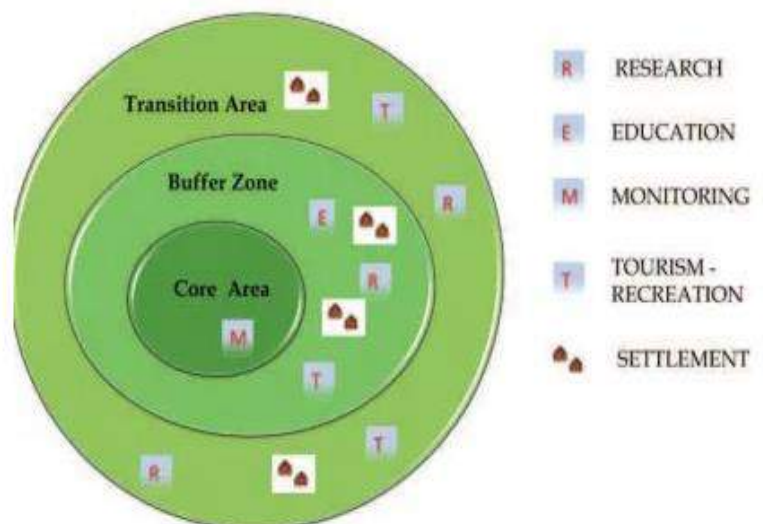 Transition Area
T
Buffer Zone
R
E
R
Core Area
M
T
T
R
R RESEARCH
E EDUCATION
M MONITORING
T TOURISM -
RECREATION
SETTLEMENT